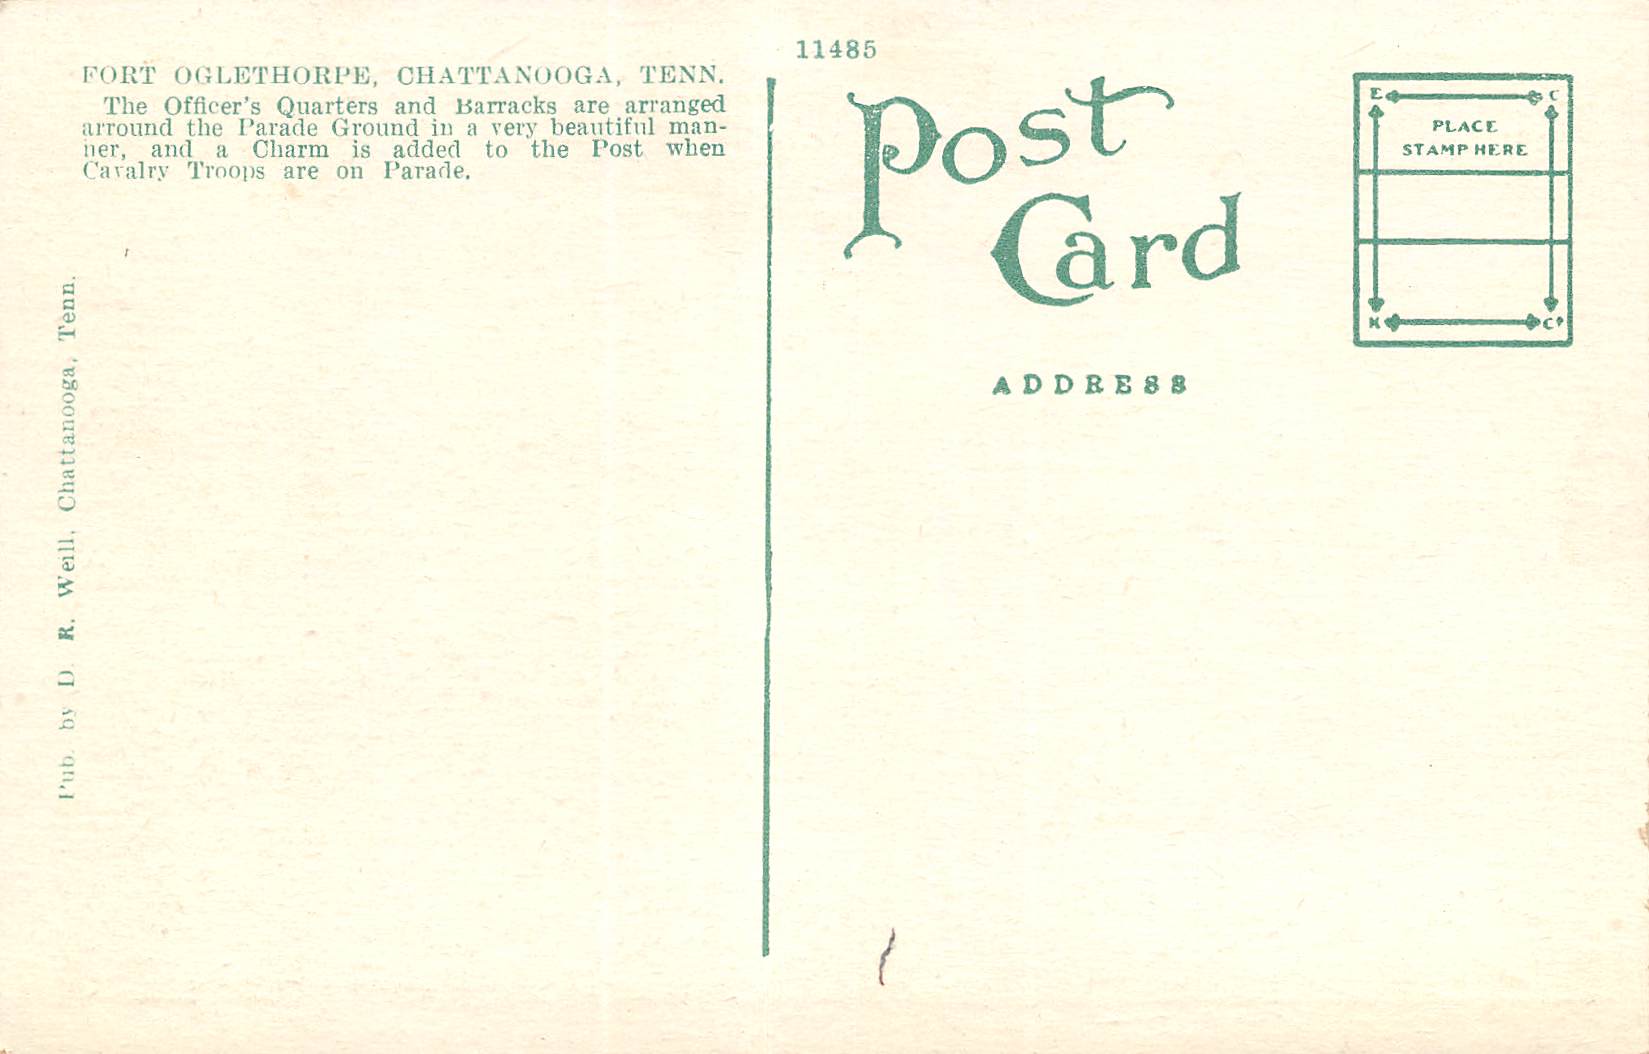 11485
FORT OGLETHORPE, CHATTANOOGA, TENN.
The Officer's Quarters and Barracks are arranged
arround the Parade Ground in a very beautiful man-
ner, and a Charm is added to the Post when
Cavalry Troops are on Parade.
Pub. by D. R. Weill, Chattanooga, Tenn.
Post
Card
ADDRESS
E C
PLACE
STAMP HERE
K Cº